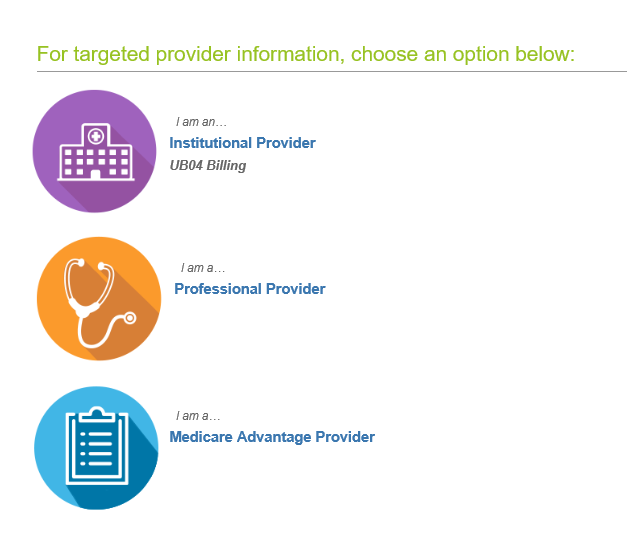 For targeted provider information, choose an option below:
I am an…
Institutional Provider
UB04 Billing
I am a…
Professional Provider
I am a…
Medicare Advantage Provider